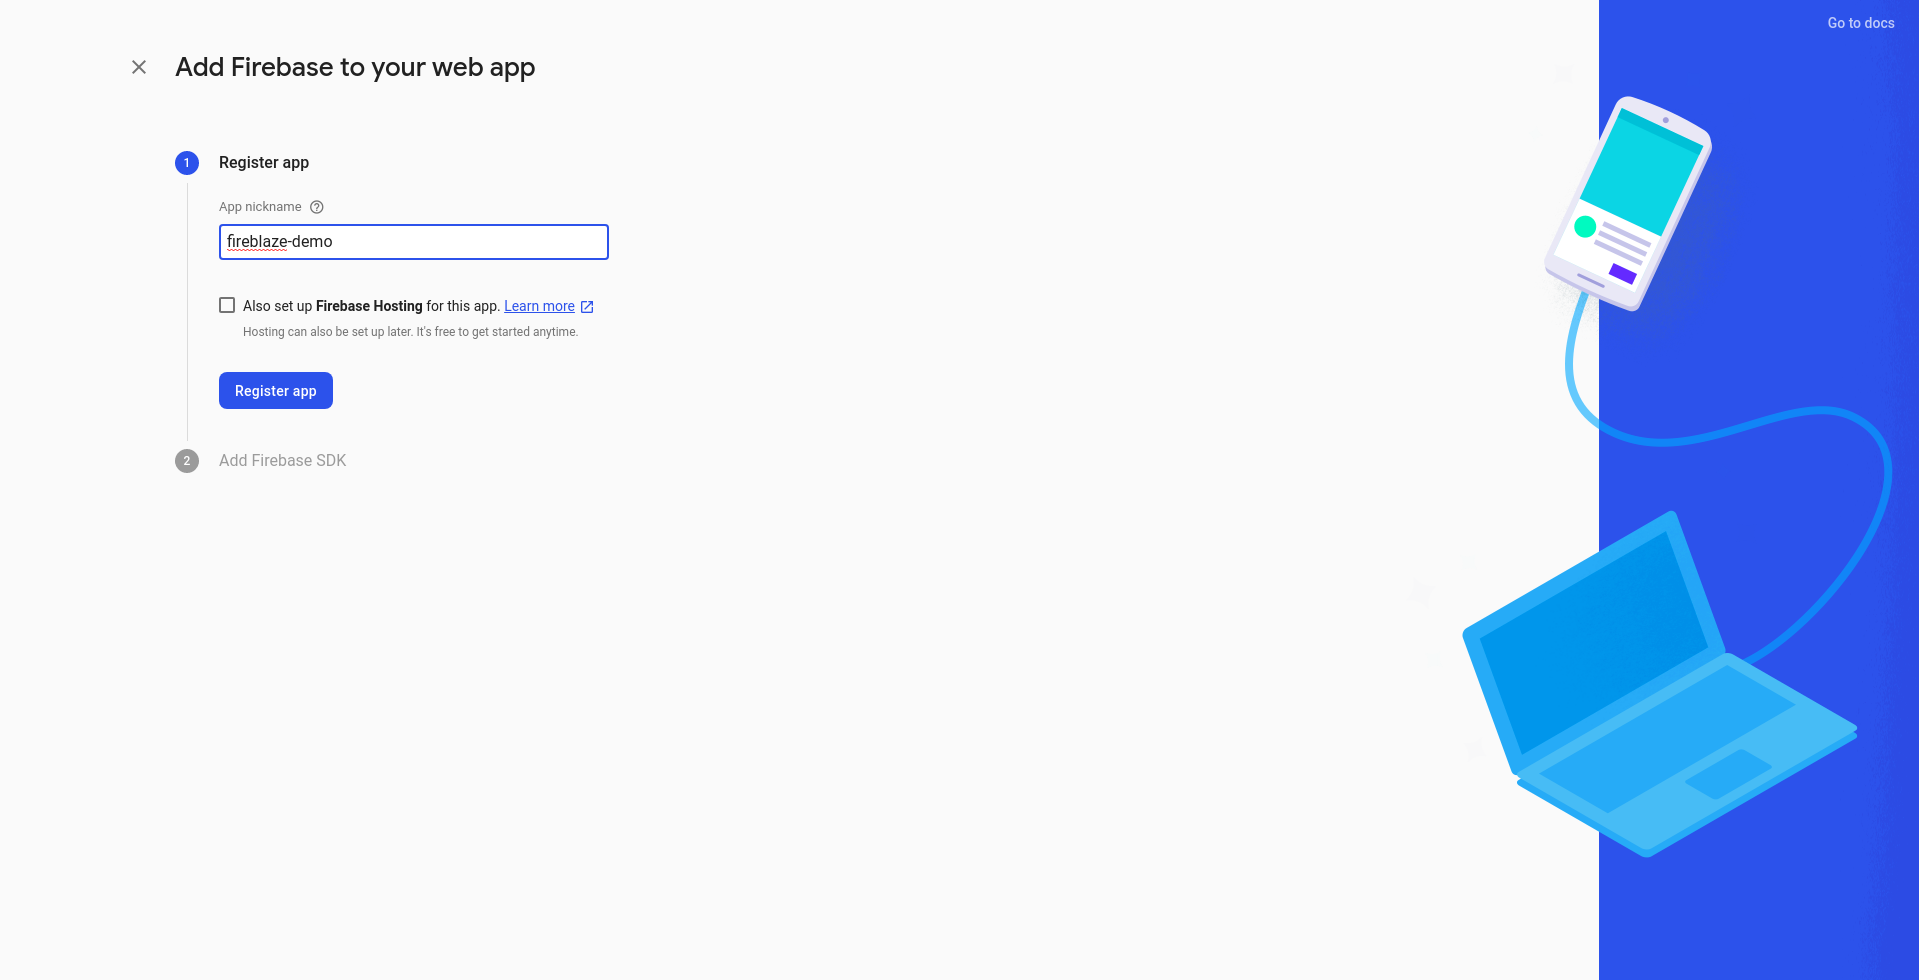 Go to docs
Add Firebase to your web app
1 Register app
App nickname
fireblaze-demo
Also set up Firebase Hosting for this app. Learn more
Hosting can also be set up later. It's free to get started anytime.
Register app
2 Add Firebase SDK